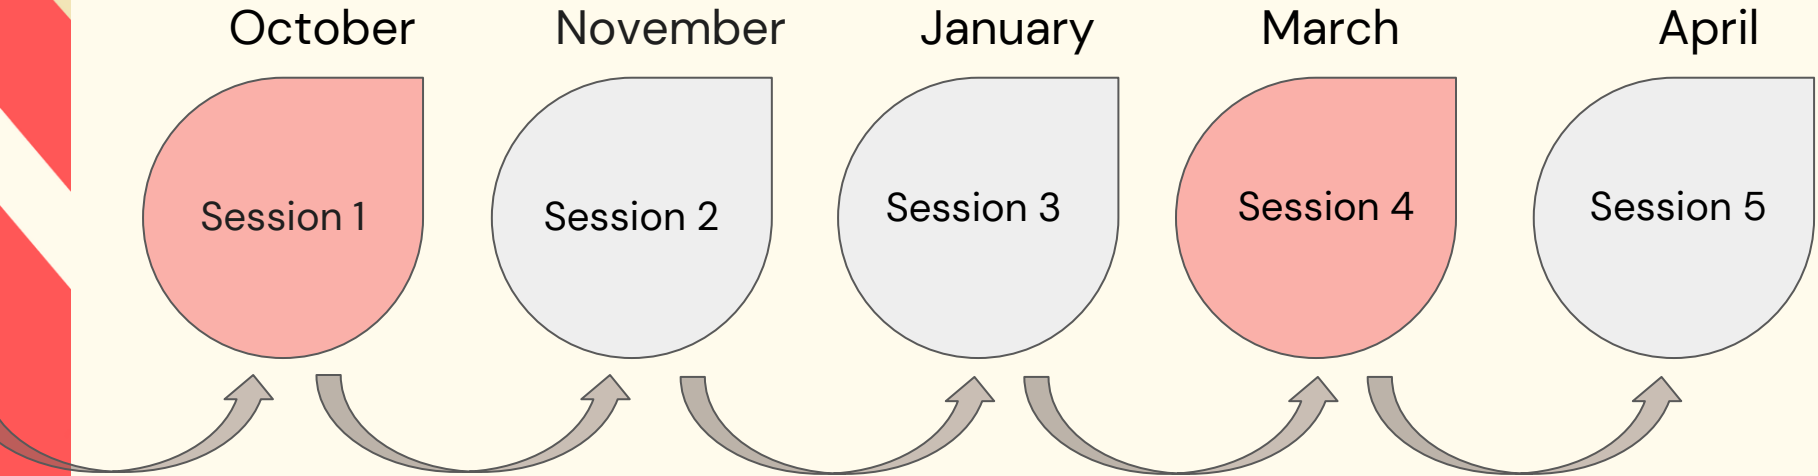 October
November
January
March
April
Session 1
Session 2
Session 3
Session 4
Session 5